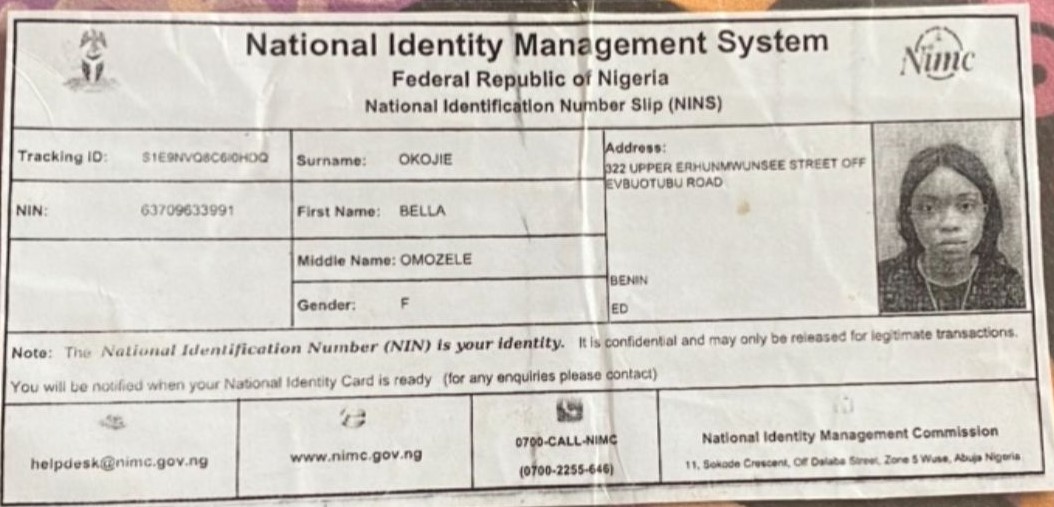 National Identity Management System
Federal Republic of Nigeria
National Identification Number Slip (NINS)
Nimc
Tracking ID:
Surname: OKOJIE
Address:
322 UPPER ERHUNMWUNSEE STREET OFF
EVBUOTUBU ROAD
NIN: 63709633991
First Name: BELLA
Middle Name: OMOZELE
BENIN
Gender: F
ED
Note: The National Identification Number (NIN) is your identity. It is confidential and may only be released for legitimate transactions.
You will be notified when your National Identity Card is ready (for any enquiries please contact)
helpdesk@nimc.gov.ng
www.nimc.gov.ng
0700-CALL-NIMC
(0700-2255-646)
National Identity Management Commission
11, Sokode Crescent, Off Dalaba Street, Zone 5 Wuse, Abuja Nigeria